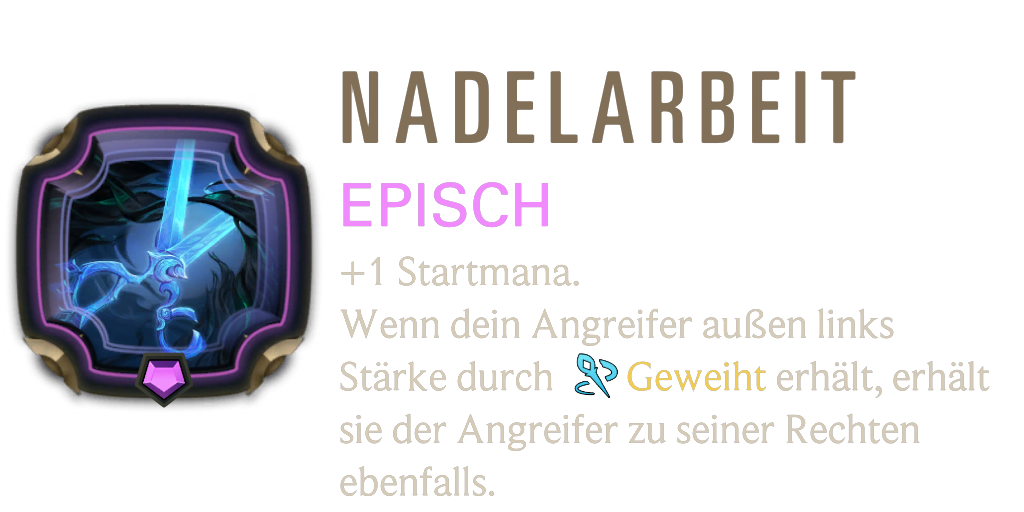 NADELARBEIT
EPISCH
+1 Startmana.
Wenn dein Angreifer außen links
Stärke durch Geweiht erhält, erhält
sie der Angreifer zu seiner Rechten
ebenfalls.